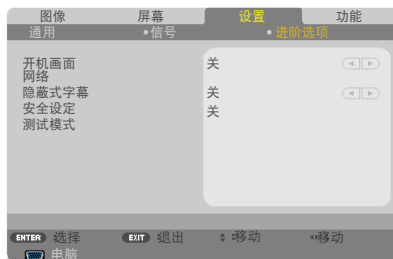 图像 屏幕 设置 功能
通用 •信号 •进阶选项
开机画面 关
网络
隐蔽式字幕 关
安全设定 关
测试模式
ENTER :选择 EXIT :退出 :移动 :移动
电脑